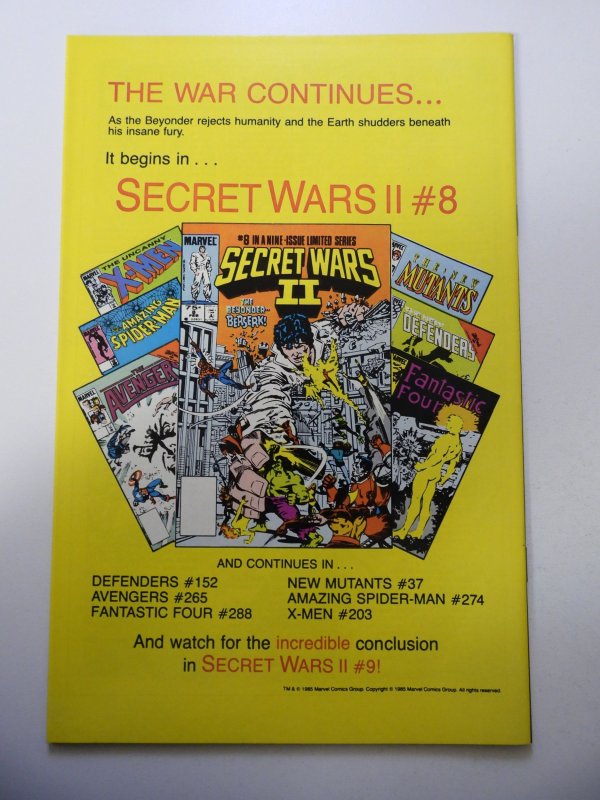 THE WAR CONTINUES...
As the Beyonder rejects humanity and the Earth shudders beneath
his insane fury.
It begins in . . .
SECRET WARS II #8
THE UNCANNY
X-MEN
THE AMAZING
SPIDER-MAN
MARVEL
THE AVENGERS
MARVEL
#8 IN A NINE-ISSUE LIMITED SERIES
SECRET WARS
II
THE BEYONDER—
BERSERK!
75¢
8
THE NEW
MUTANTS
DEFENDERS
Fantastic
Four
AND CONTINUES IN . . .
DEFENDERS #152
AVENGERS #265
FANTASTIC FOUR #288
NEW MUTANTS #37
AMAZING SPIDER-MAN #274
X-MEN #203
And watch for the incredible conclusion
in SECRET WARS II #9!
TM & © 1985 Marvel Comics Group. Copyright © 1985 Marvel Comics Group. All rights reserved.